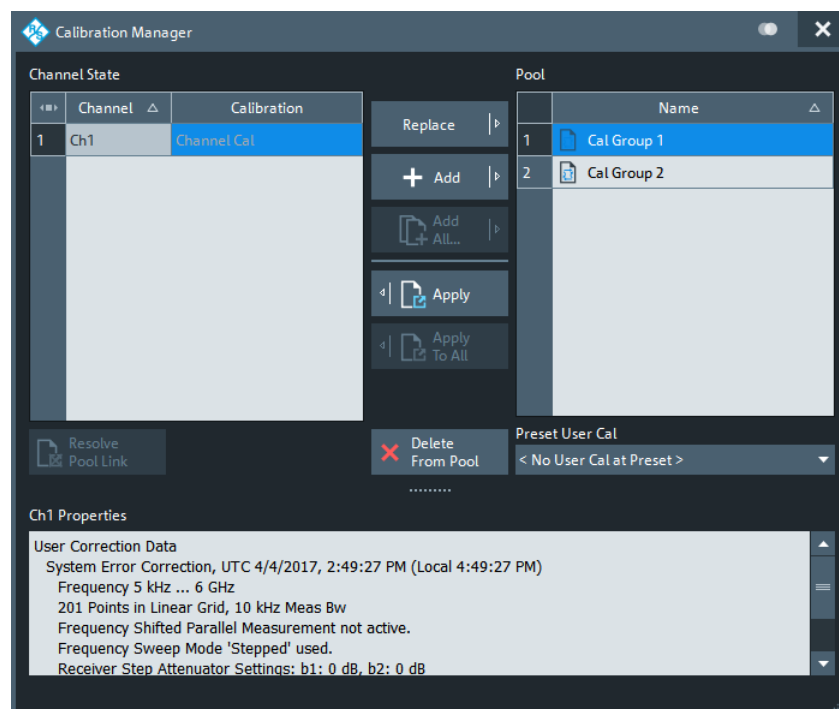 Calibration Manager
Channel State
Channel
Calibration
1
Ch1
Channel Cal
Replace
Add
Add
All...
Apply
Apply
To All
Pool
Name
1
Cal Group 1
2
Cal Group 2
Resolve
Pool Link
Delete
From Pool
Preset User Cal
< No User Cal at Preset >
Ch1 Properties
User Correction Data
System Error Correction, UTC 4/4/2017, 2:49:27 PM (Local 4:49:27 PM)
Frequency 5 kHz ... 6 GHz
201 Points in Linear Grid, 10 kHz Meas Bw
Frequency Shifted Parallel Measurement not active.
Frequency Sweep Mode 'Stepped' used.
Receiver Step Attenuator Settings: b1: 0 dB, b2: 0 dB